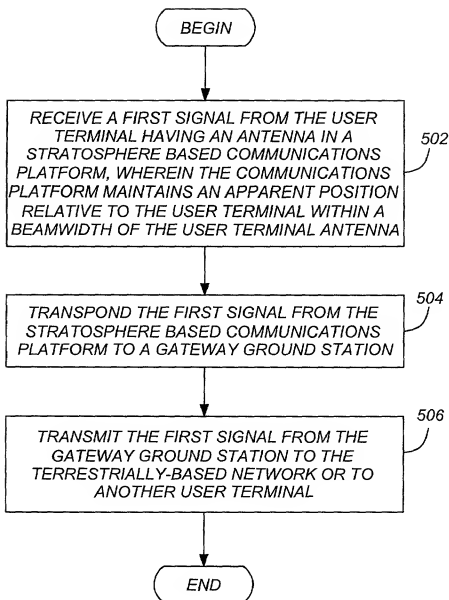 BEGIN
RECEIVE A FIRST SIGNAL FROM THE USER
TERMINAL HAVING AN ANTENNA IN A
STRATOSPHERE BASED COMMUNICATIONS
PLATFORM, WHEREIN THE COMMUNICATIONS
PLATFORM MAINTAINS AN APPARENT POSITION
RELATIVE TO THE USER TERMINAL WITHIN A
BEAMWIDTH OF THE USER TERMINAL ANTENNA
502
TRANSPOND THE FIRST SIGNAL FROM THE
STRATOSPHERE BASED COMMUNICATIONS
PLATFORM TO A GATEWAY GROUND STATION
504
TRANSMIT THE FIRST SIGNAL FROM THE
GATEWAY GROUND STATION TO THE
TERRESTRIALLY-BASED NETWORK OR TO
ANOTHER USER TERMINAL
506
END